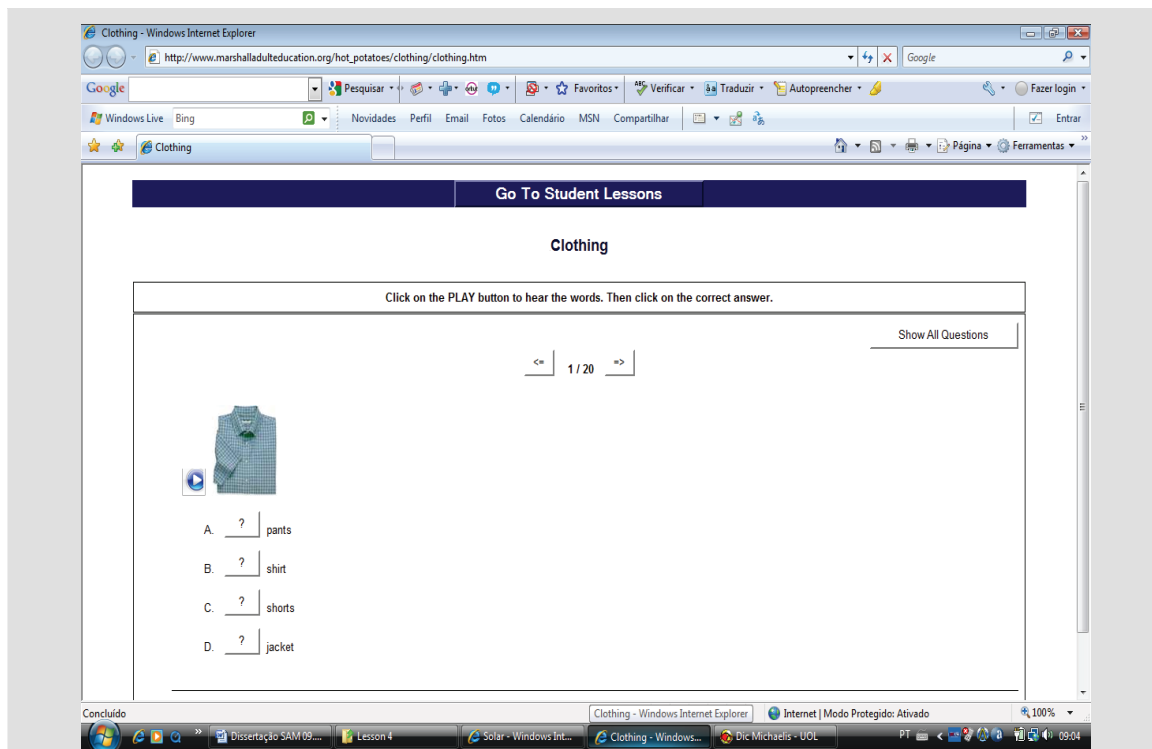 Clothing - Windows Internet Explorer
http://www.marshalladulteducation.org/hot_potatoes/clothing/clothing.htm
Google
Google
Pesquisar
Favoritos
Verificar
Traduzir
Autopreencher
Fazer login
Windows Live
Bing
Novidades Perfil Email Fotos Calendário MSN Compartilhar
Entrar
Clothing
Página
Ferramentas
Go To Student Lessons
Clothing
Click on the PLAY button to hear the words. Then click on the correct answer.
Show All Questions
<= 1 / 20 =>
A. ? pants
B. ? shirt
C. ? shorts
D. ? jacket
Concluído
Clothing - Windows Internet Explorer
Internet | Modo Protegido: Ativado
100%
Dissertação SAM 09....
Lesson 4
Solar - Windows Int...
Clothing - Windows...
Dic Michaelis - UOL
PT
09:04